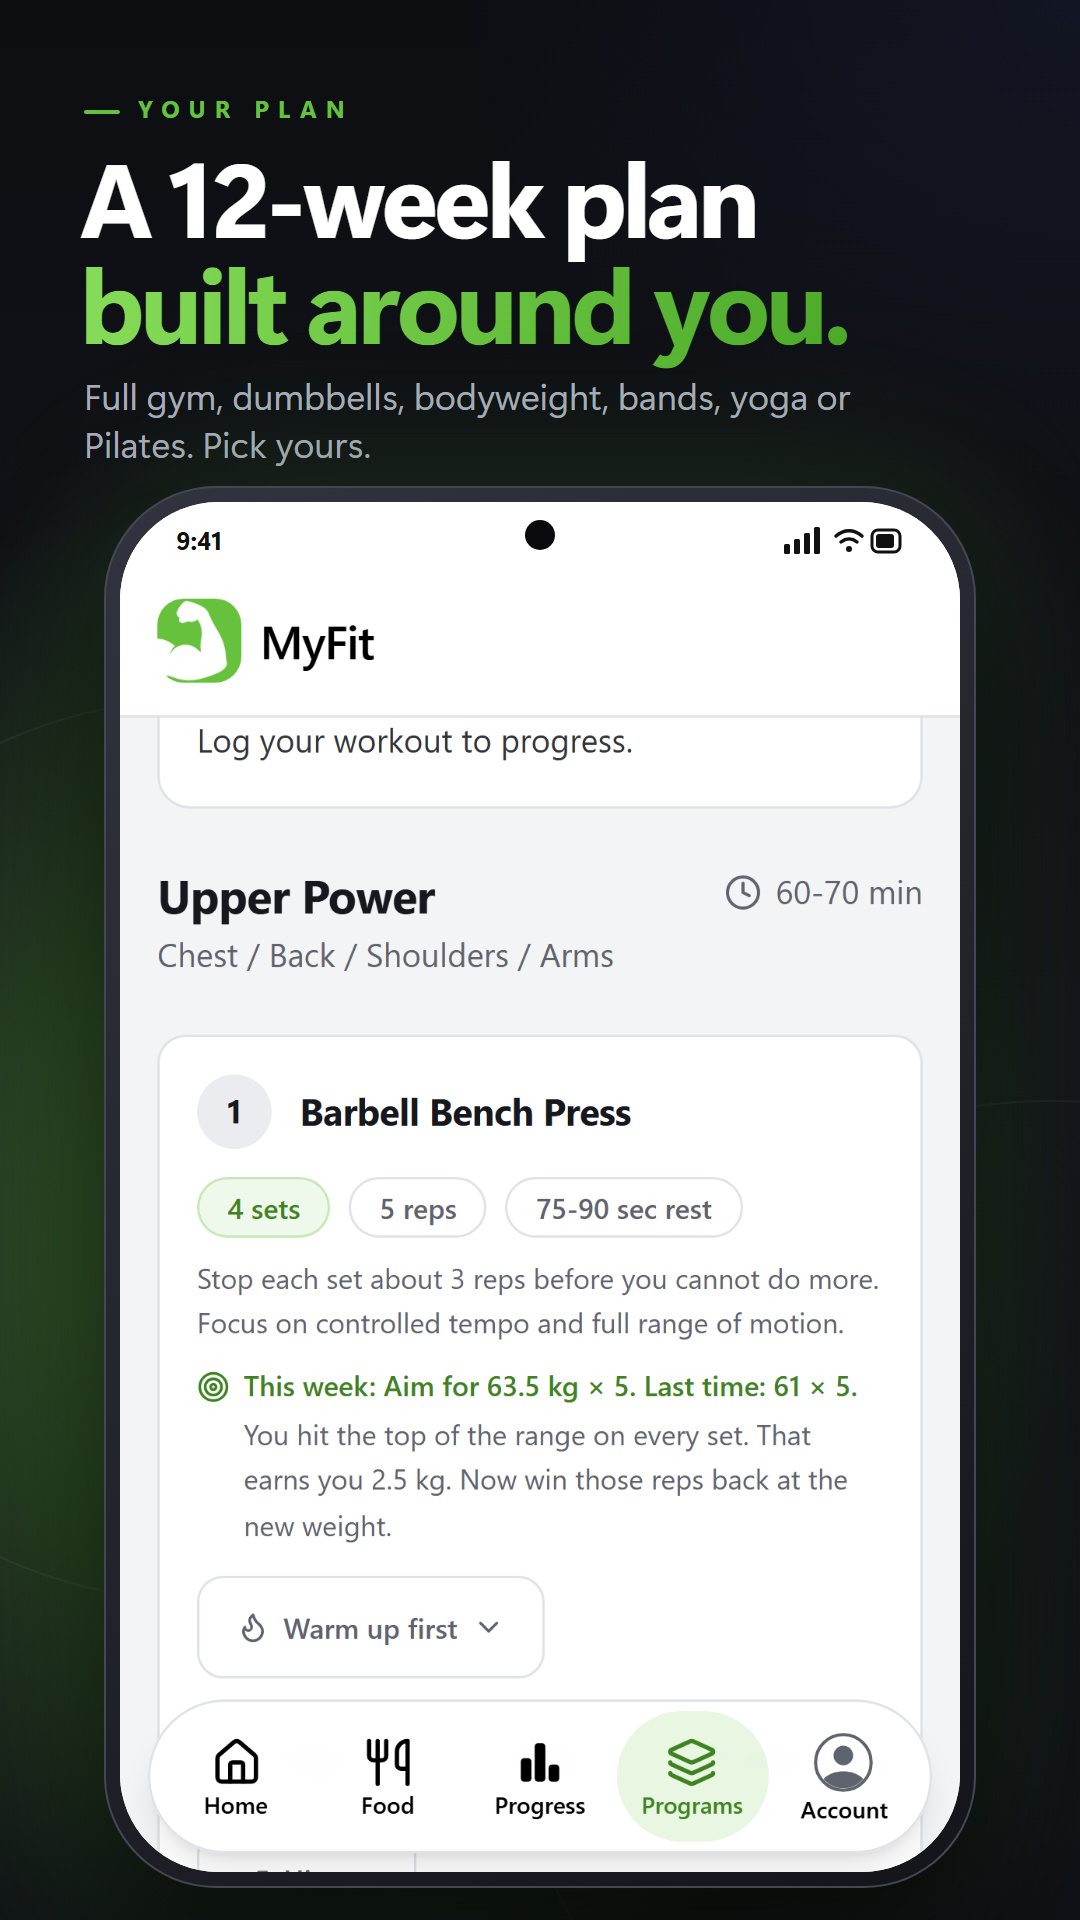 YOUR PLAN
A 12-week plan
built around you.
Full gym, dumbbells, bodyweight, bands, yoga or
Pilates. Pick yours.
9:41
MyFit
Log your workout to progress.
Upper Power
60-70 min
Chest / Back / Shoulders / Arms
1
Barbell Bench Press
4 sets
5 reps
75-90 sec rest
Stop each set about 3 reps before you cannot do more.
Focus on controlled tempo and full range of motion.
This week: Aim for 63.5 kg × 5. Last time: 61 × 5.
You hit the top of the range on every set. That
earns you 2.5 kg. Now win those reps back at the
new weight.
Warm up first
Home
Food
Progress
Programs
Account